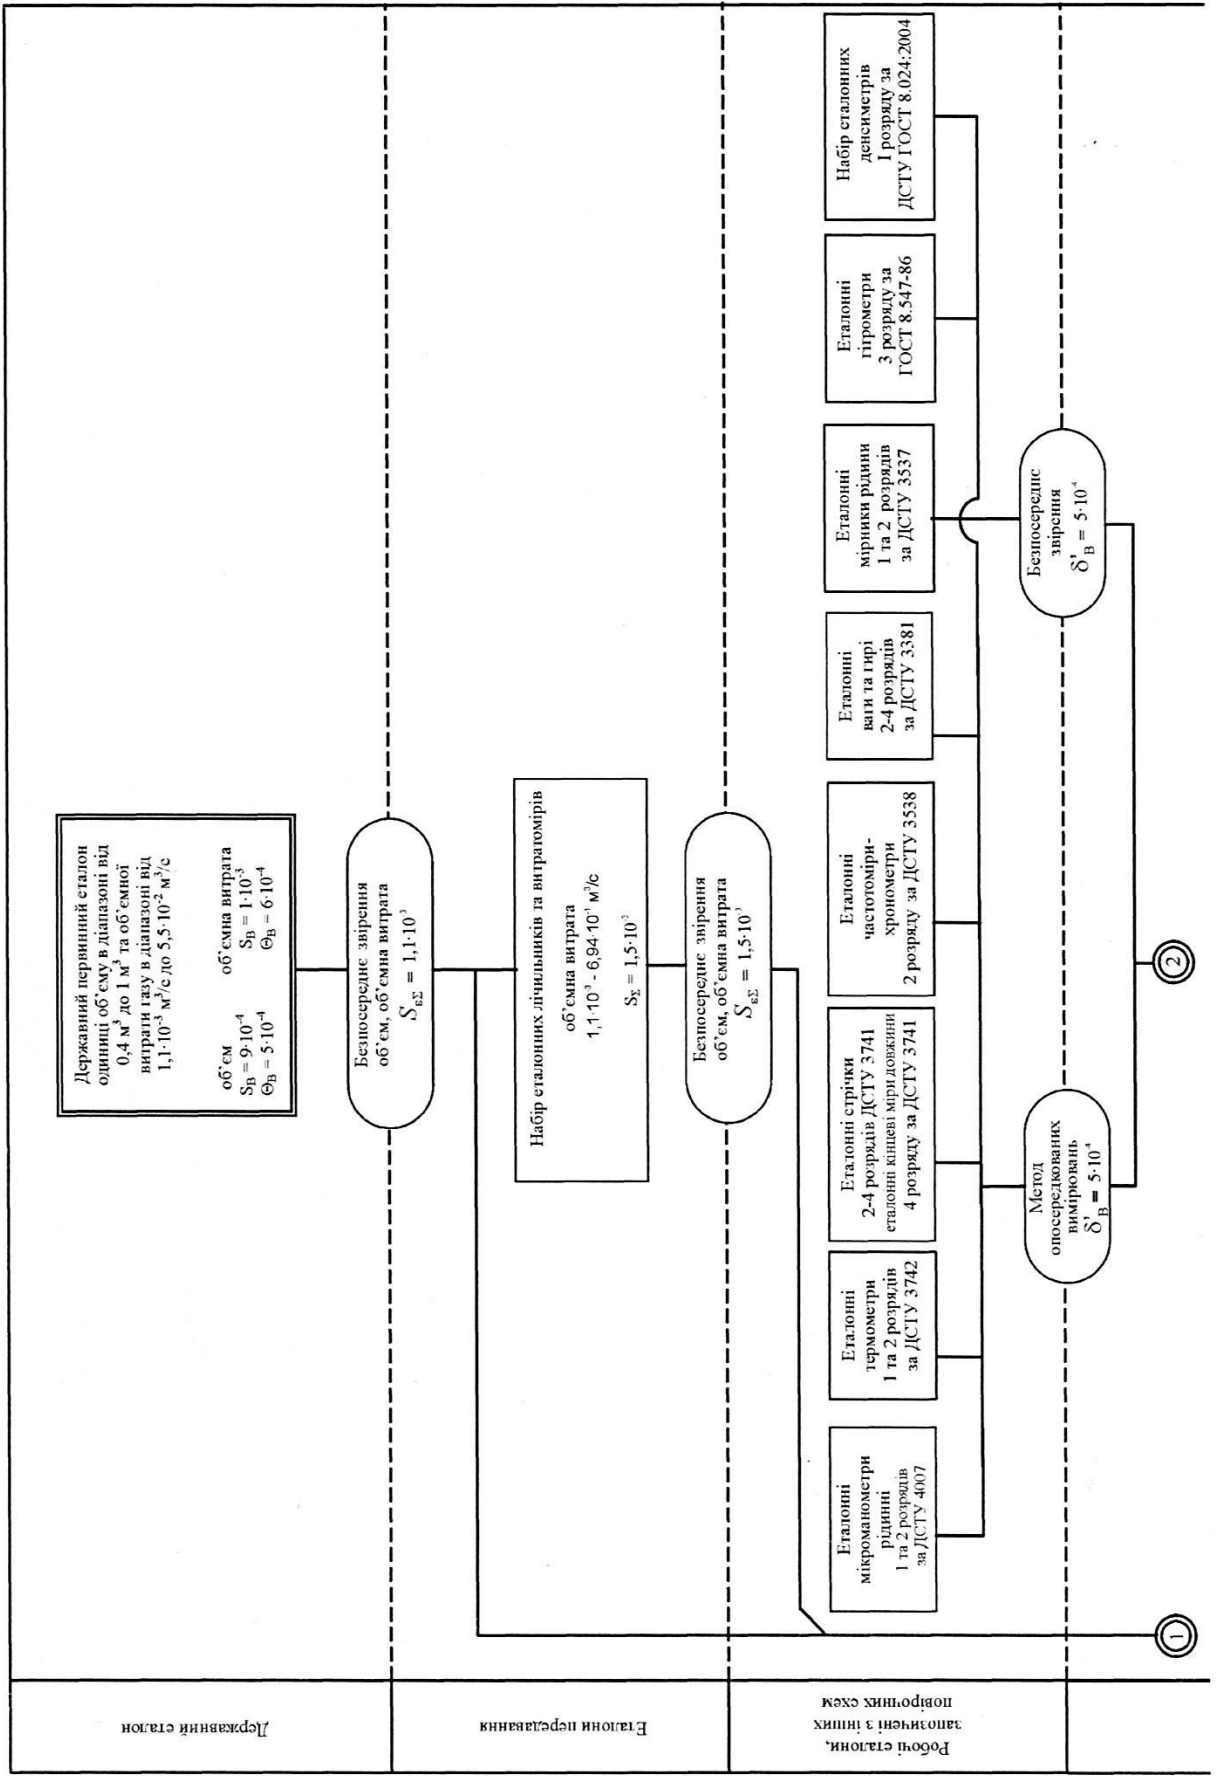 Державний еталон
Державний первинний еталон
одиниці об'єму в діапазоні від
0,4 м³ до 1 м³ та об'ємної
витрати газу в діапазоні від
1,1·10⁻³ м³/с до 5,5·10⁻² м³/с
об'єм
S_B = 9·10⁻⁴
Θ_B = 5·10⁻⁴
об'ємна витрата
S_B = 1·10⁻³
Θ_B = 6·10⁻⁴
Безпосереднє звірення
об'єм, об'ємна витрата
S_εΣ = 1,1·10⁻³
Еталони передавання
Набір еталонних лічильників та витратомірів
об'ємна витрата
1,1·10⁻³ - 6,94·10⁻¹ м³/с
S_Σ = 1,5·10⁻³
Безпосереднє звірення
об'єм, об'ємна витрата
S_εΣ = 1,5·10⁻³
Робочі еталони,
запозичені з інших
повірочних схем
Еталонні
мікроманометри
рідинні
1 та 2 розрядів
за ДСТУ 4007
Еталонні
термометри
1 та 2 розрядів
за ДСТУ 3742
Еталонні стрічки
2-4 розрядів ДСТУ 3741
еталонні кінцеві міри довжини
4 розряду за ДСТУ 3741
Еталонні
частотоміри-
хронометри
2 розряду за ДСТУ 3538
Еталонні
ваги та гирі
2-4 розрядів
за ДСТУ 3381
Еталонні
мірники рідини
1 та 2 розрядів
за ДСТУ 3537
Еталонні
гігрометри
3 розряду за
ГОСТ 8.547-86
Набір еталонних
денсиметрів
І розряду за
ДСТУ ГОСТ 8.024:2004
Метод
опосередкованих
вимірювань
δ'_B = 5·10⁻⁴
Безпосереднє
звірення
δ'_B = 5·10⁻⁴
1
2